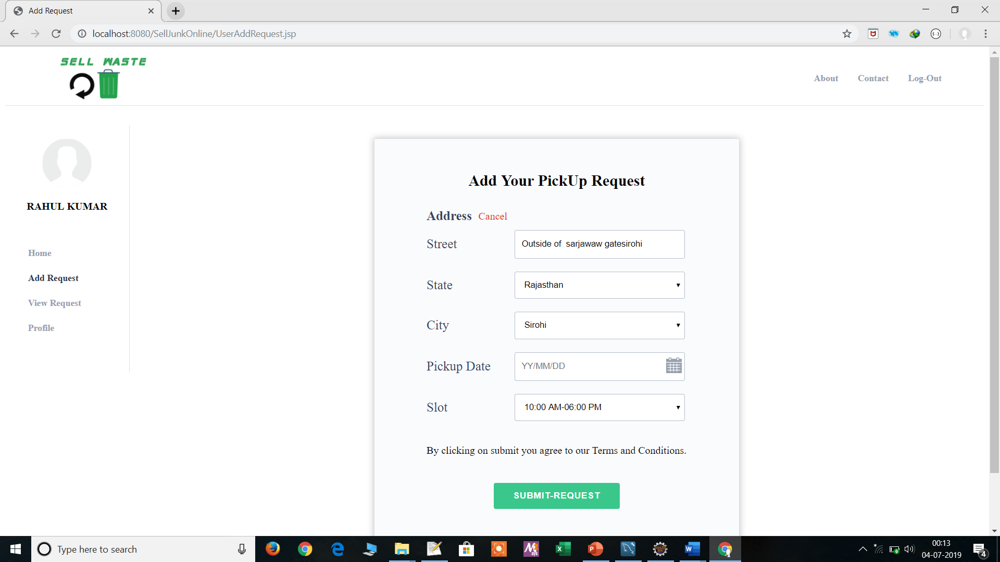 Add Request
localhost:8080/SellJunkOnline/UserAddRequest.jsp
SELL WASTE
About Contact Log-Out
RAHUL KUMAR
Home
Add Request
View Request
Profile
Add Your PickUp Request
Address Cancel
Street Outside of  sarjawaw gatesirohi
State Rajasthan
City Sirohi
Pickup Date YY/MM/DD
Slot 10:00 AM-06:00 PM
By clicking on submit you agree to our Terms and Conditions.
SUBMIT-REQUEST
Type here to search
00:13
04-07-2019
4